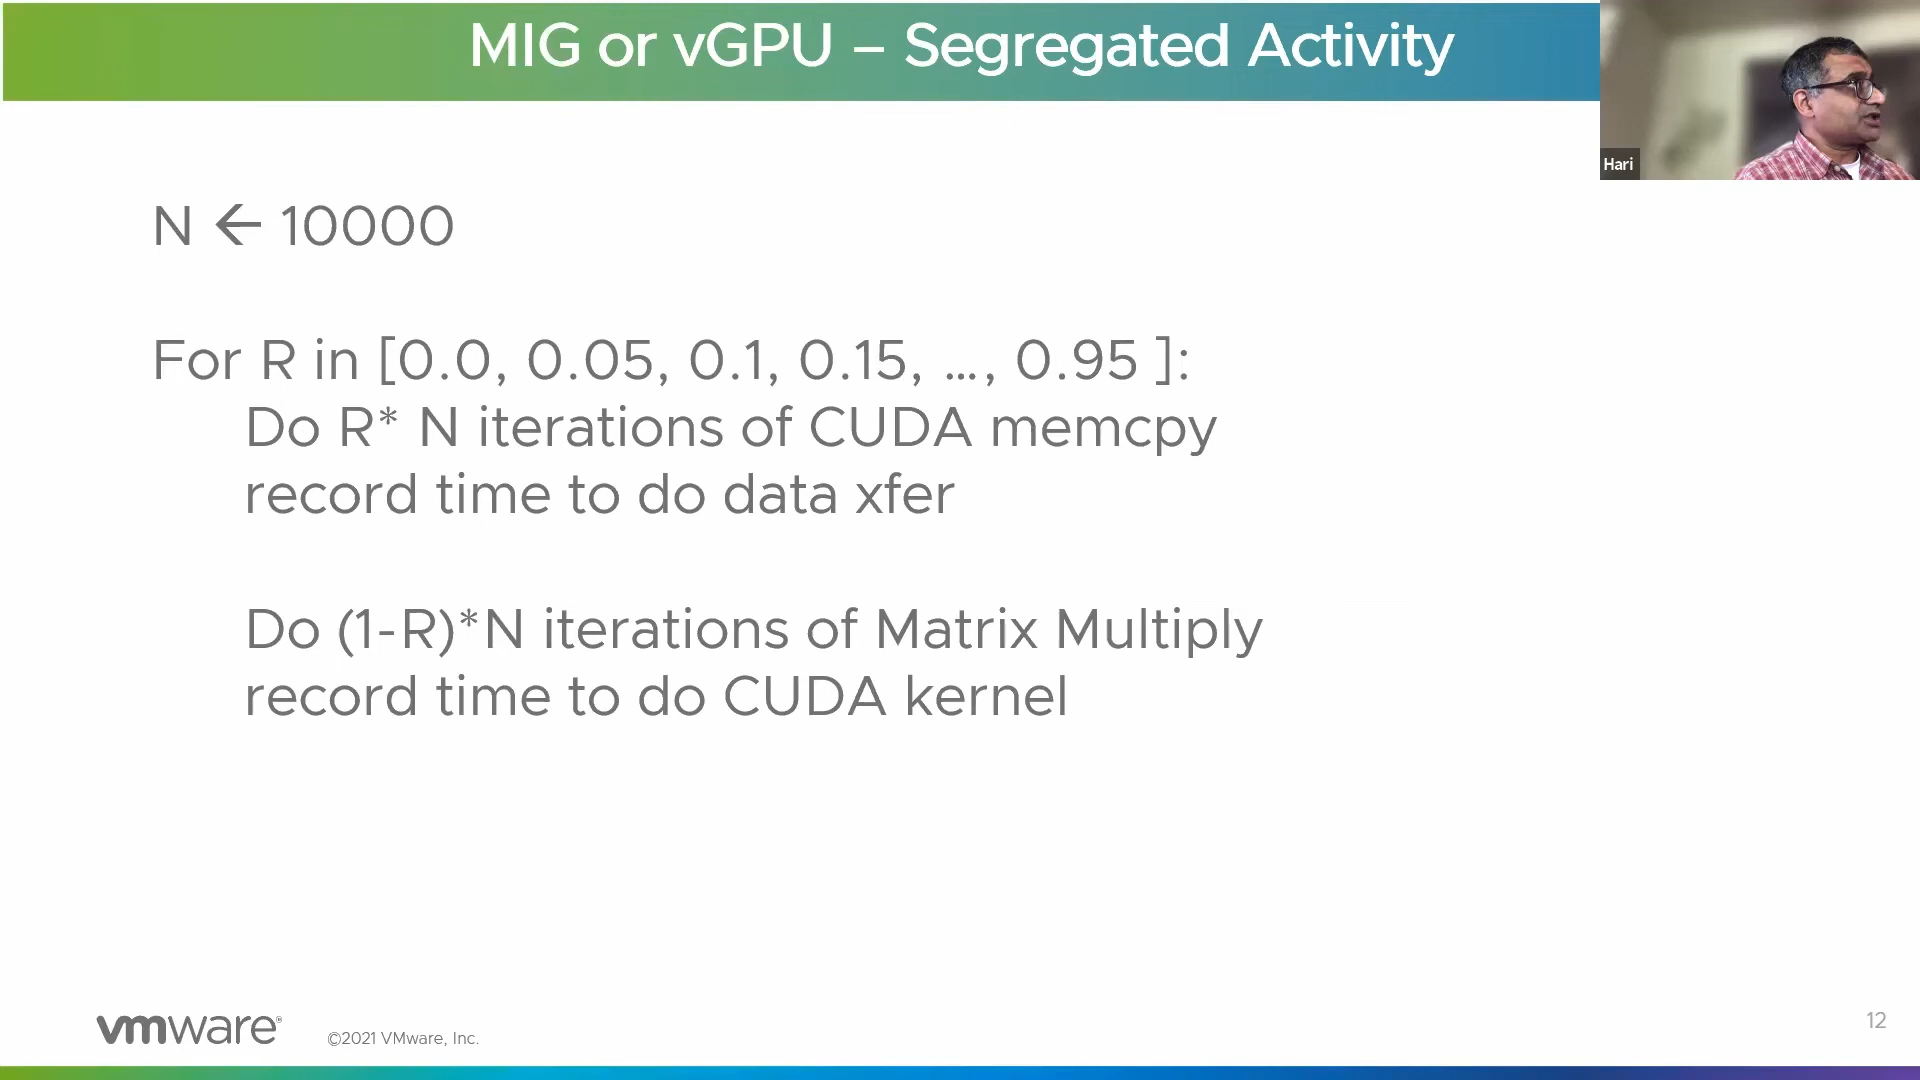 MIG or vGPU – Segregated Activity
Hari
N ← 10000
For R in [0.0, 0.05, 0.1, 0.15, ..., 0.95 ]:
Do R* N iterations of CUDA memcpy
record time to do data xfer
Do (1-R)*N iterations of Matrix Multiply
record time to do CUDA kernel
vmware®
©2021 VMware, Inc.
12